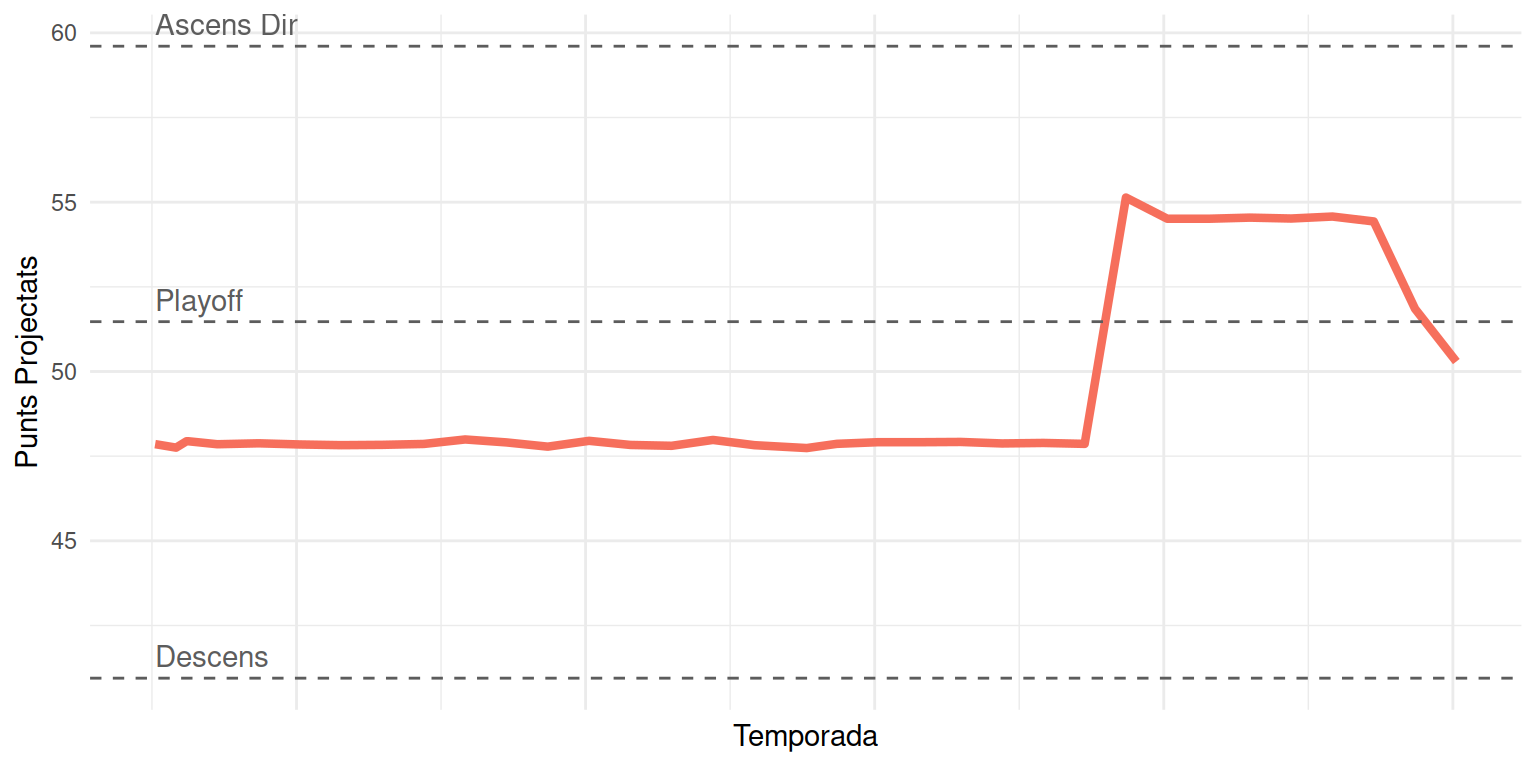 Ascens Dir
60
55
Playoff
50
45
Descens
Punts Projectats
Temporada